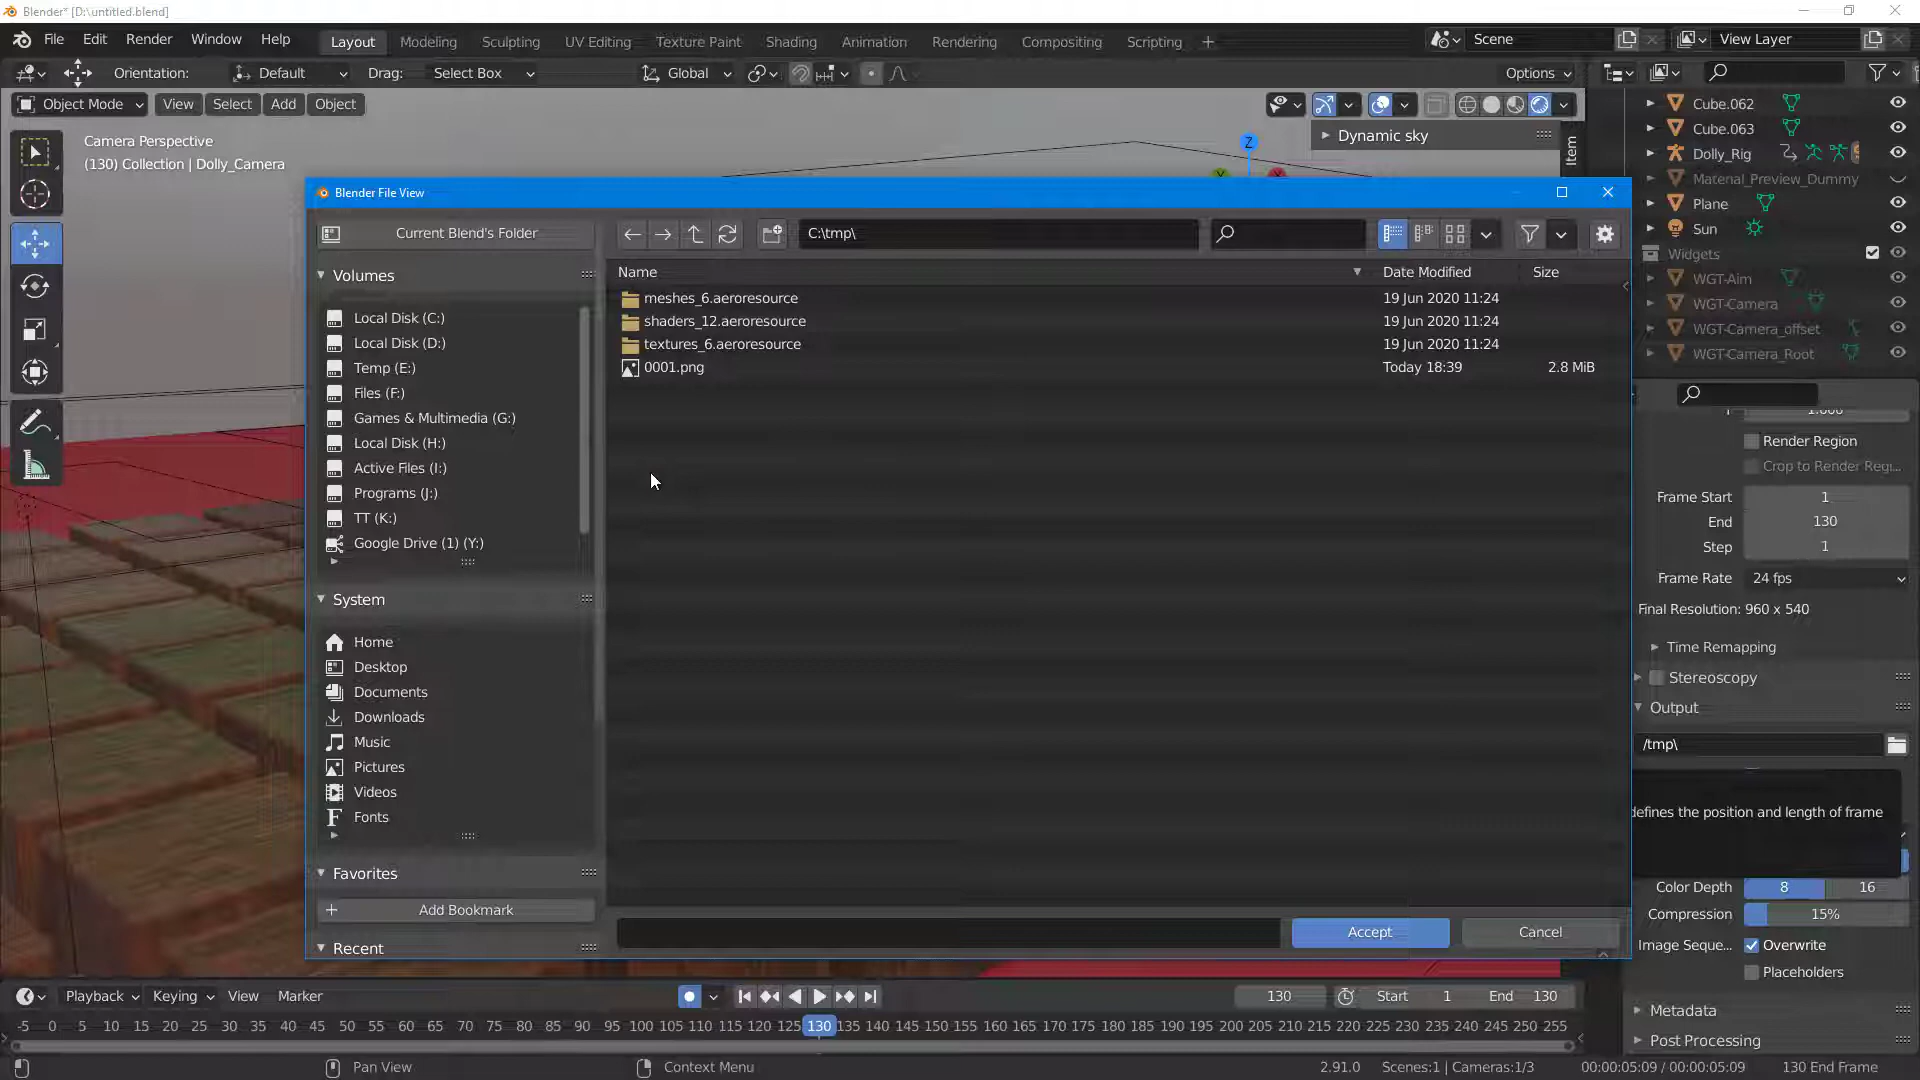 Blender* [D:\untitled.blend]
File Edit Render Window Help Layout Modeling Sculpting UV Editing Texture Paint Shading Animation Rendering Compositing Scripting + Scene View Layer
Orientation: Default Drag: Select Box Global Options
Object Mode View Select Add Object
Camera Perspective
(130) Collection | Dolly_Camera
Dynamic sky
Item
Z
Y
Cube.062
Cube.063
Dolly_Rig
Material_Preview_Dummy
Plane
Sun
Widgets
WGT-Aim
WGT-Camera
WGT-Camera_offset
WGT-Camera_Root
Blender File View
Current Blend's Folder
C:\tmp\
Volumes
Local Disk (C:)
Local Disk (D:)
Temp (E:)
Files (F:)
Games & Multimedia (G:)
Local Disk (H:)
Active Files (I:)
Programs (J:)
TT (K:)
Google Drive (1) (Y:)
System
Home
Desktop
Documents
Downloads
Music
Pictures
Videos
Fonts
Favorites
Add Bookmark
Recent
Name Date Modified Size
meshes_6.aeroresource 19 Jun 2020 11:24
shaders_12.aeroresource 19 Jun 2020 11:24
textures_6.aeroresource 19 Jun 2020 11:24
0001.png Today 18:39 2.8 MiB
Accept Cancel
Render Region
Crop to Render Regi...
Frame Start 1
End 130
Step 1
Frame Rate 24 fps
Final Resolution: 960 x 540
Time Remapping
Stereoscopy
Output
/tmp\
defines the position and length of frame
Color Depth 8 16
Compression 15%
Image Seque... Overwrite
Placeholders
Metadata
Post Processing
Playback Keying View Marker 130 Start 1 End 130
-5 0 5 10 15 20 25 30 35 40 45 50 55 60 65 70 75 80 85 90 95 100 105 110 115 120 125 130 135 140 145 150 155 160 165 170 175 180 185 190 195 200 205 210 215 220 225 230 235 240 245 250 255
Pan View Context Menu 2.91.0 Scenes:1 | Cameras:1/3 00:00:05:09 / 00:00:05:09 130 End Frame